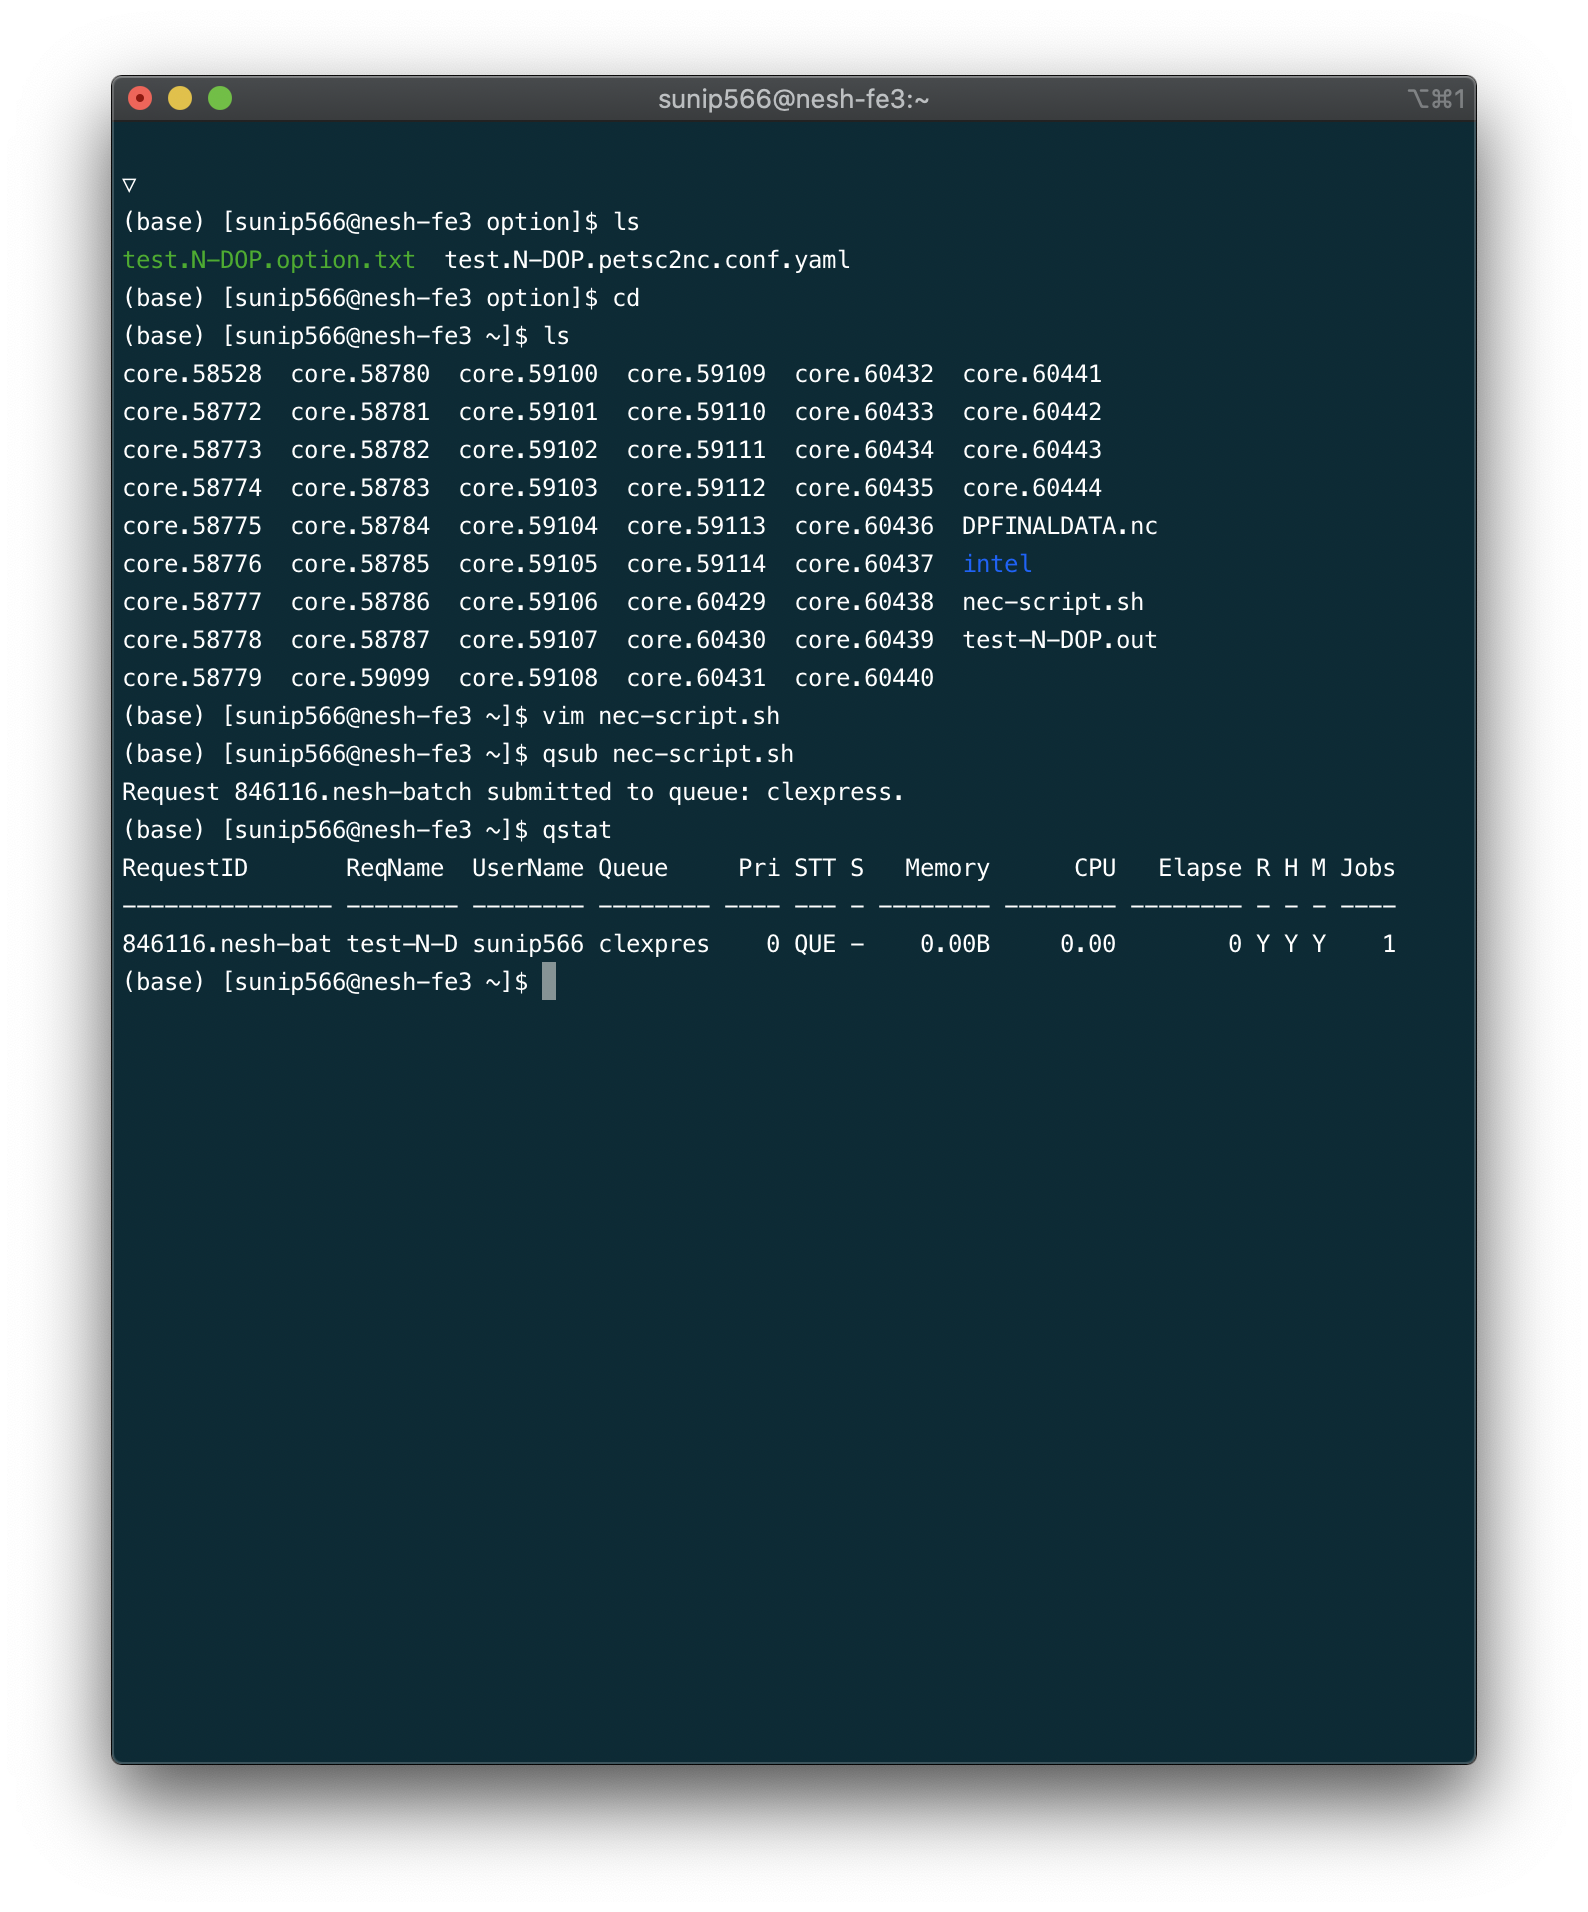 sunip566@nesh-fe3:~ ⌥⌘1
▽
(base) [sunip566@nesh-fe3 option]$ ls
test.N-DOP.option.txt  test.N-DOP.petsc2nc.conf.yaml
(base) [sunip566@nesh-fe3 option]$ cd
(base) [sunip566@nesh-fe3 ~]$ ls
core.58528  core.58780  core.59100  core.59109  core.60432  core.60441
core.58772  core.58781  core.59101  core.59110  core.60433  core.60442
core.58773  core.58782  core.59102  core.59111  core.60434  core.60443
core.58774  core.58783  core.59103  core.59112  core.60435  core.60444
core.58775  core.58784  core.59104  core.59113  core.60436  DPFINALDATA.nc
core.58776  core.58785  core.59105  core.59114  core.60437  intel
core.58777  core.58786  core.59106  core.60429  core.60438  nec-script.sh
core.58778  core.58787  core.59107  core.60430  core.60439  test-N-DOP.out
core.58779  core.59099  core.59108  core.60431  core.60440
(base) [sunip566@nesh-fe3 ~]$ vim nec-script.sh
(base) [sunip566@nesh-fe3 ~]$ qsub nec-script.sh
Request 846116.nesh-batch submitted to queue: clexpress.
(base) [sunip566@nesh-fe3 ~]$ qstat
RequestID       ReqName  UserName Queue     Pri STT S   Memory      CPU   Elapse R H M Jobs
--------------- -------- -------- -------- ---- --- - -------- -------- -------- - - - ----
846116.nesh-bat test-N-D sunip566 clexpres    0 QUE -    0.00B     0.00        0 Y Y Y    1
(base) [sunip566@nesh-fe3 ~]$